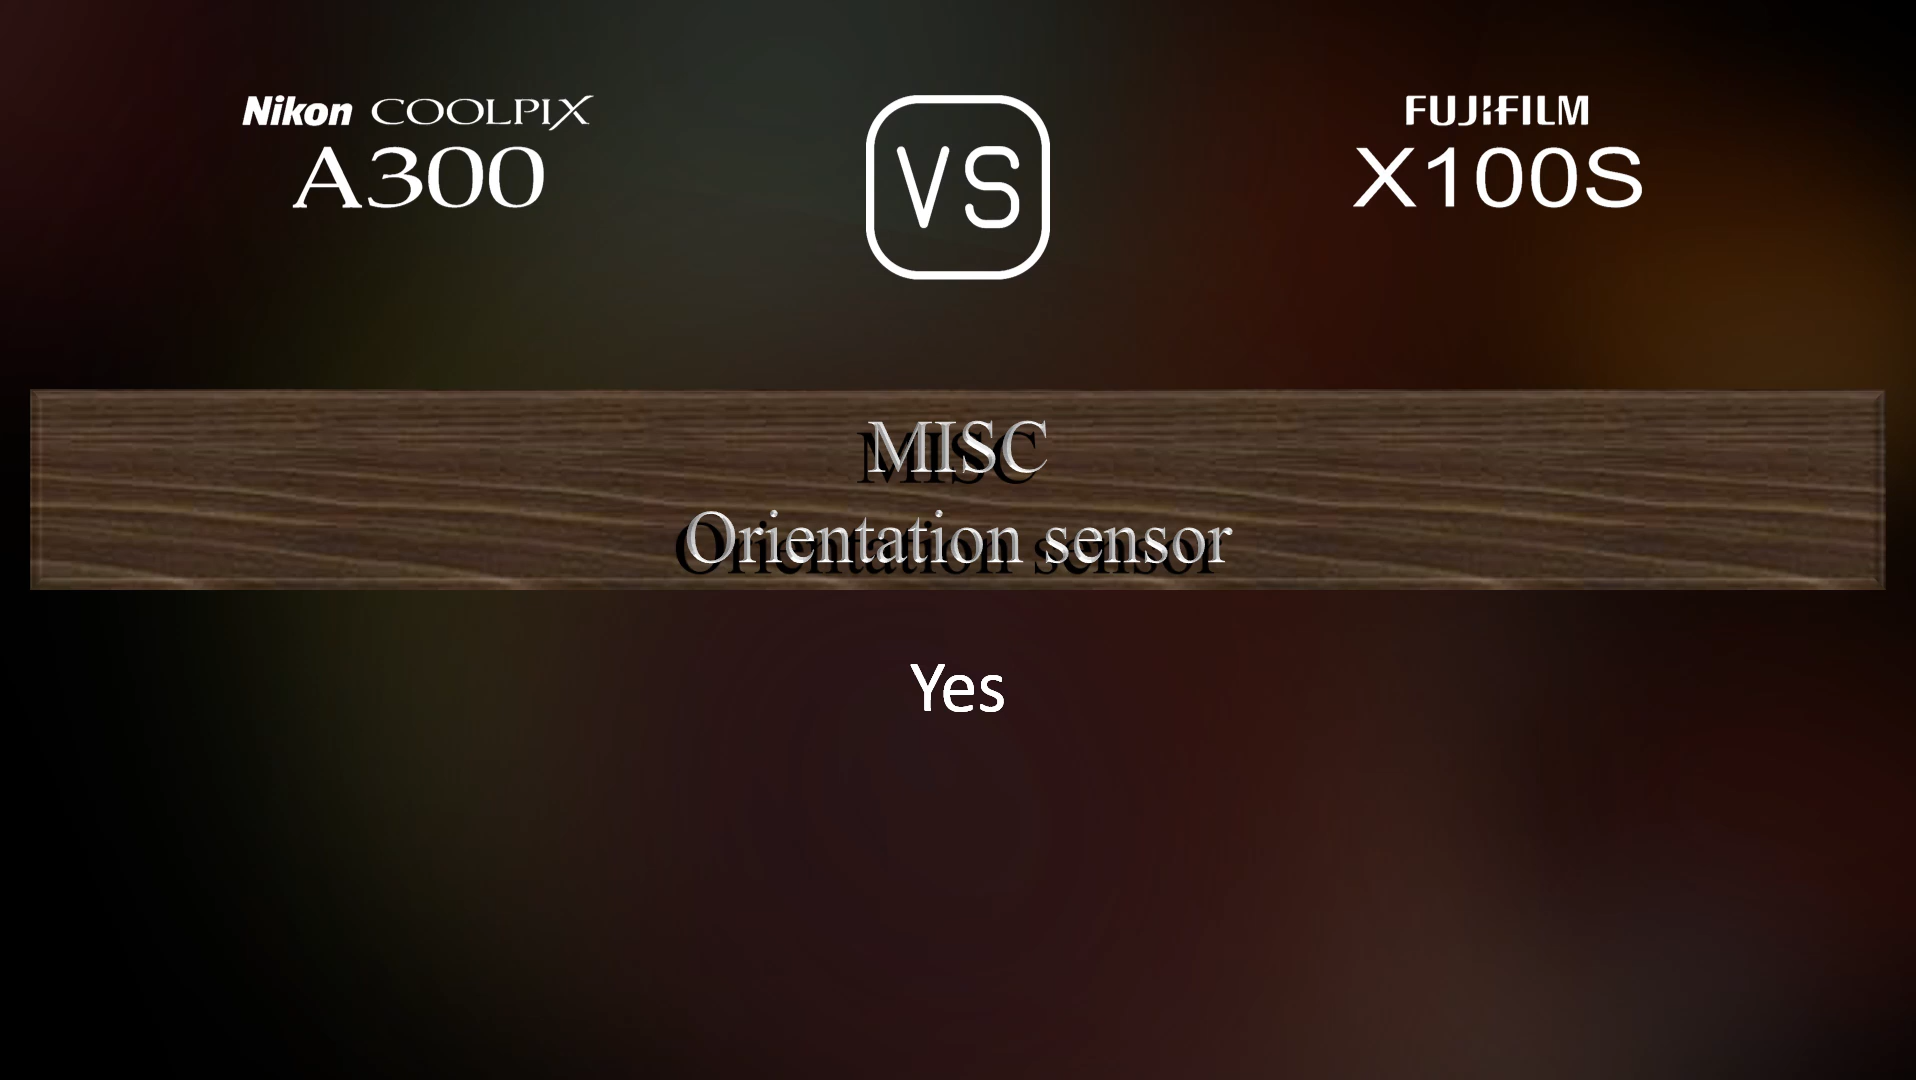 Nikon COOLPIX
A300
VS
FUJIFILM
X100S
MISC
Orientation sensor
Yes